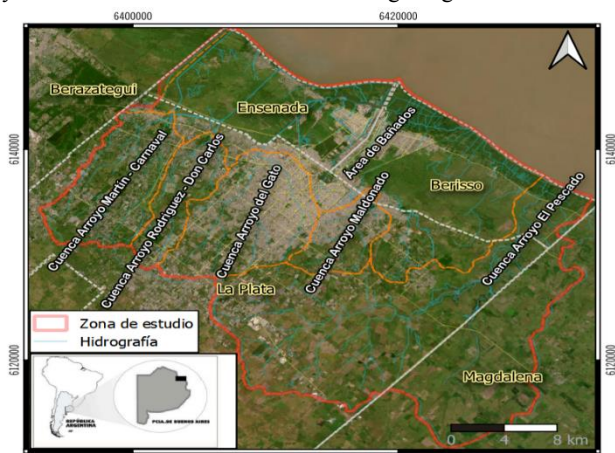 6400000
6420000
Berazategui
Ensenada
Área de Bañados
6140000
6140000
Berisso
Cuenca Arroyo Martín - Carnaval
Cuenca Arroyo Rodríguez - Don Carlos
Cuenca Arroyo del Gato
Cuenca Arroyo Maldonado
Cuenca Arroyo El Pescado
La Plata
Zona de estudio
Hidrografía
6120000
6120000
Magdalena
REPÚBLICA
ARGENTINA
PCIA. DE BUENOS AIRES
0 4 8 km